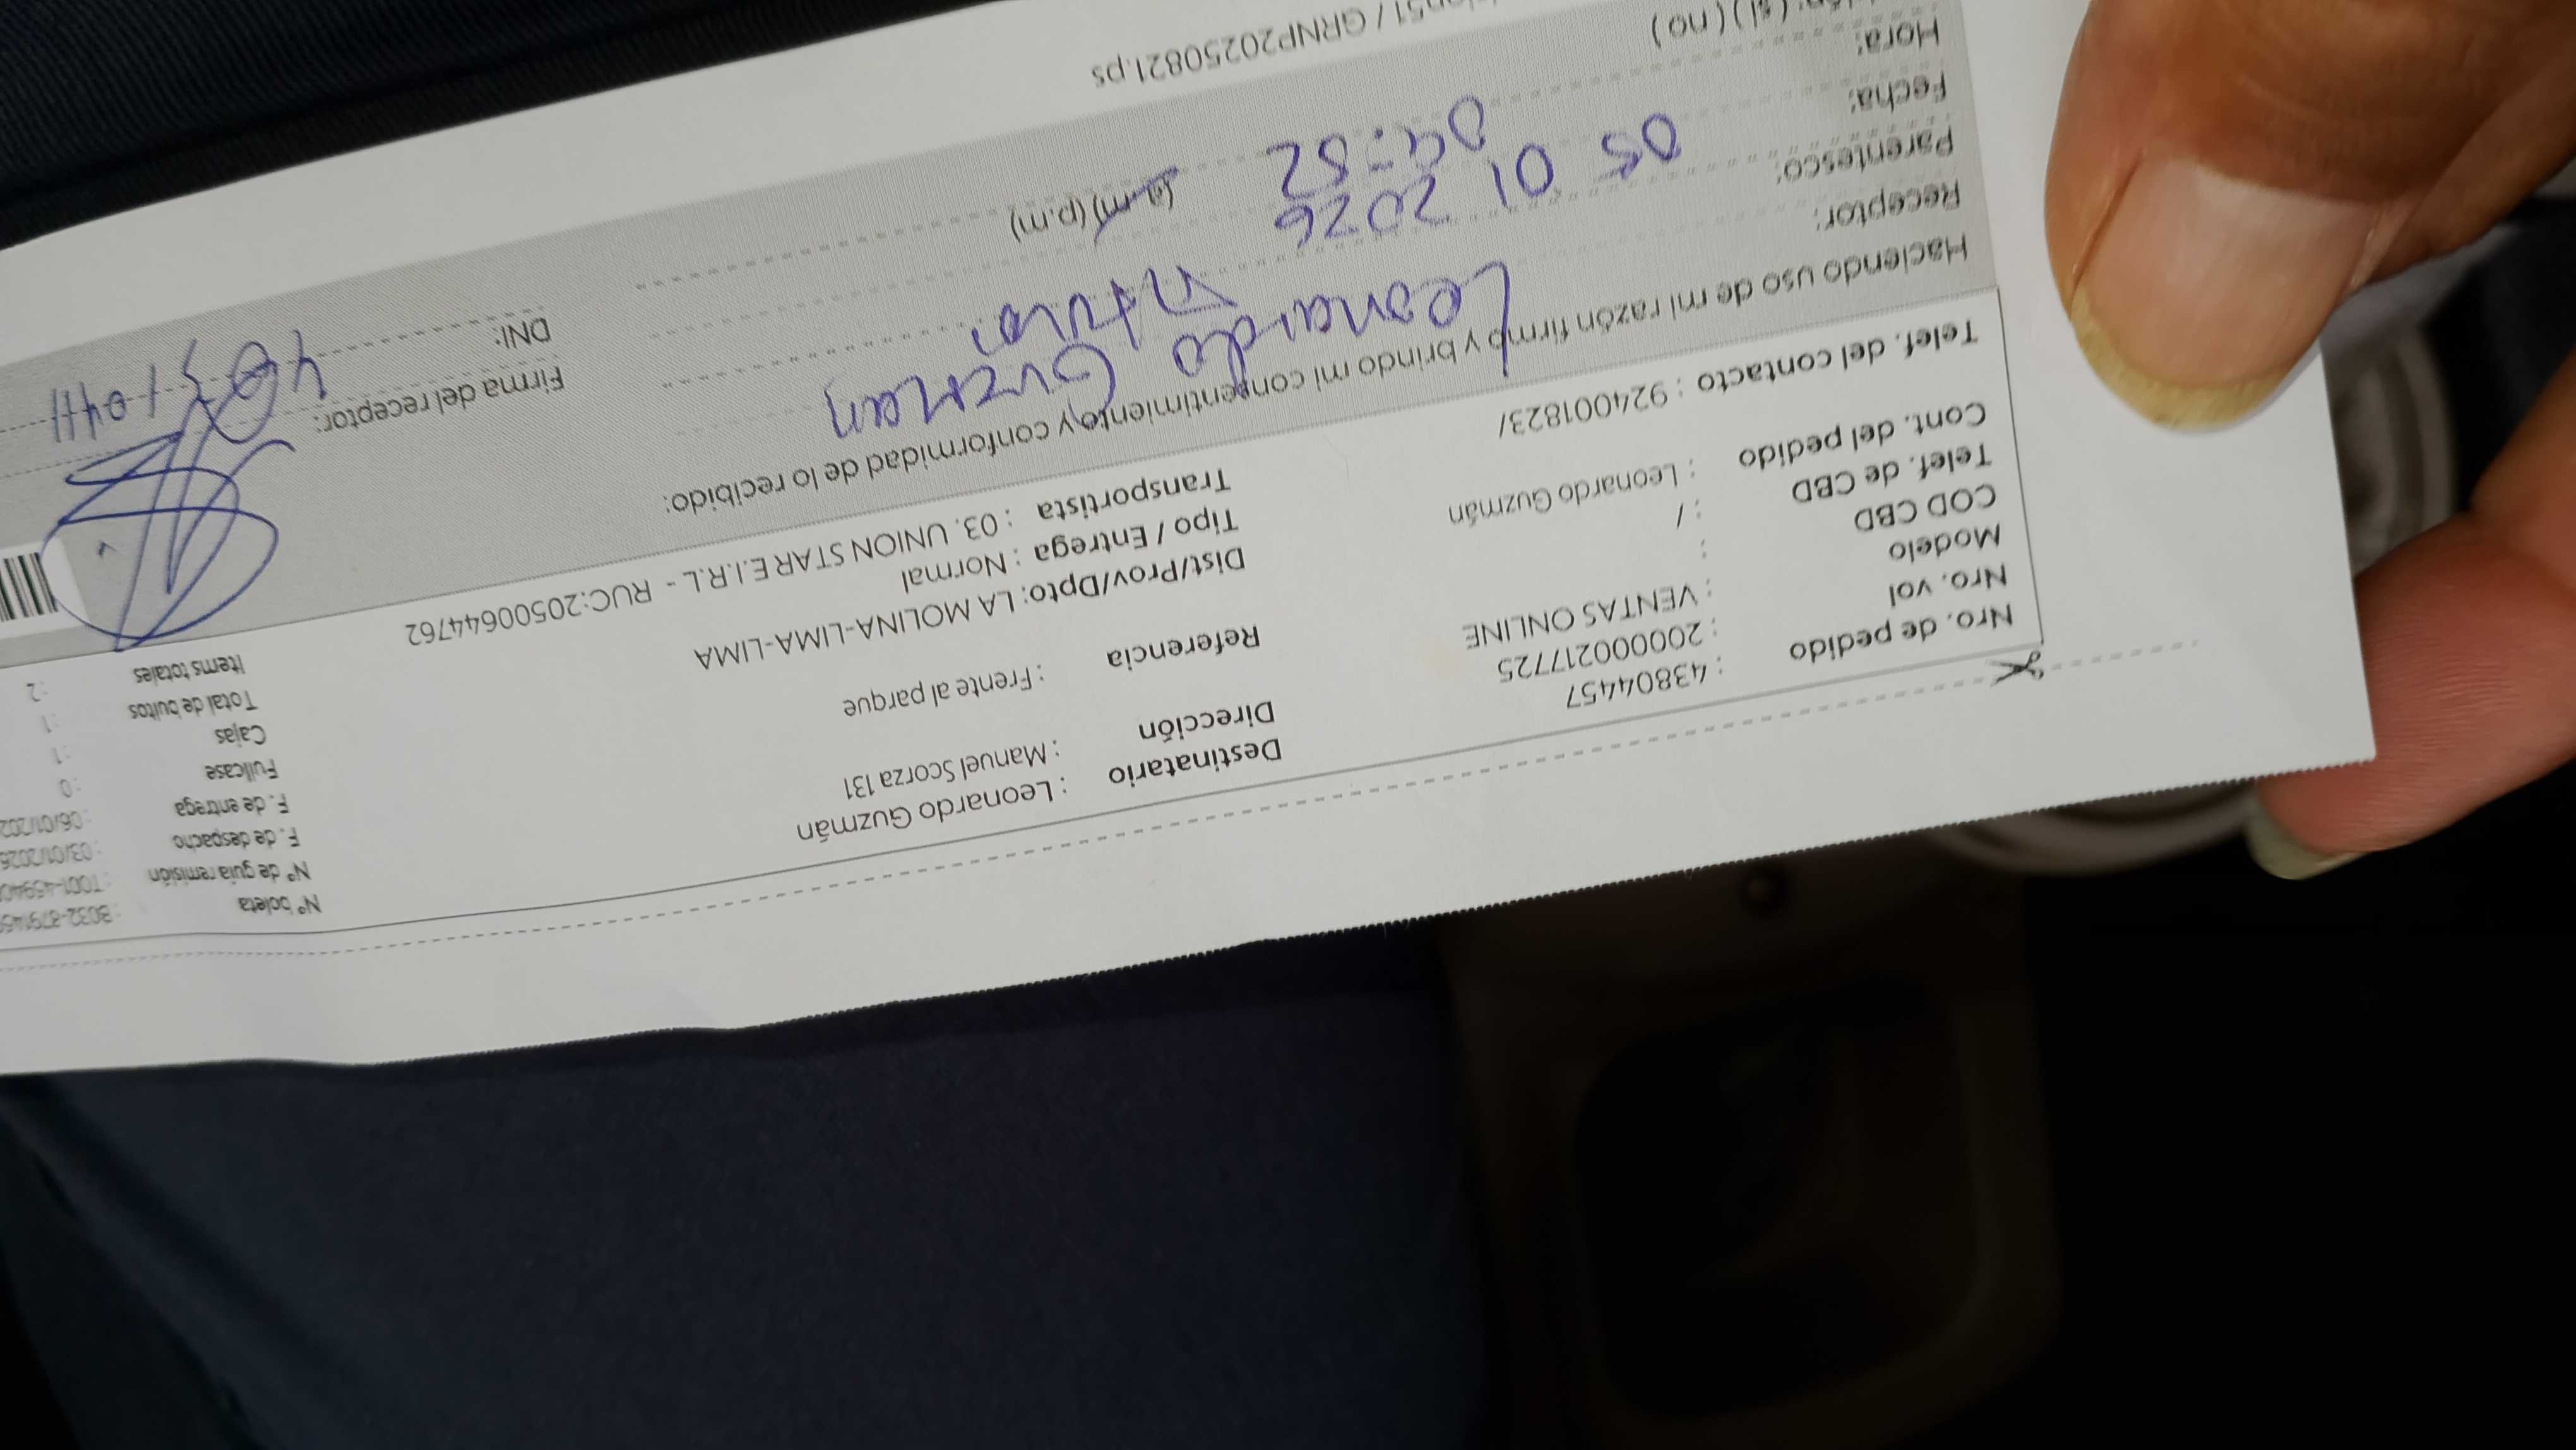 Nro. de pedido : 43804457
Nro. vol : 200000217725
Modelo : VENTAS ONLINE
COD CBD :
Telef. de CBD : /
Cont. del pedido : Leonardo Guzmán
Telef. del contacto : 924001823/
Destinatario : Leonardo Guzmán
Dirección : Manuel Scorza 131
Referencia : Frente al parque
Dist/Prov/Dpto: LA MOLINA-LIMA-LIMA
Tipo / Entrega : Normal
Transportista : 03. UNION STAR E.I.R.L - RUC:20500644762
N° boleta
N° de guia remisión
F. de despacho
F. de entrega
Fullcase : 0
Cajas : 1
Total de bultos : 1
Items totales : 2
Haciendo uso de mi razón firmo y brindo mi consentimiento y conformidad de lo recibido:
Receptor: Leonardo Guzman
Parentesco: Titular
Fecha: 05 01 2026
Hora: 04:52 (a.m)(p.m)
(si) (no)
Firma del receptor:
DNI:
/ GRNP20250821.ps